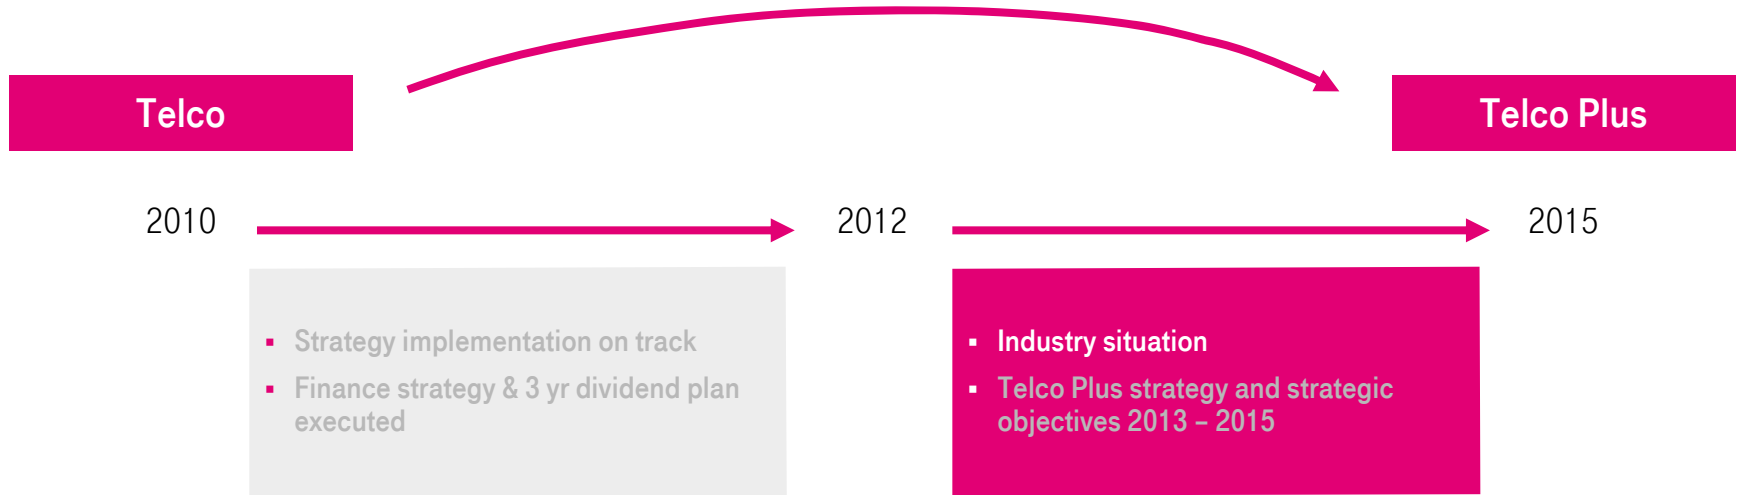 Telco
Telco Plus
2010
2012
2015
▪ Strategy implementation on track
▪ Finance strategy & 3 yr dividend plan
executed
▪ Industry situation
▪ Telco Plus strategy and strategic
objectives 2013 – 2015